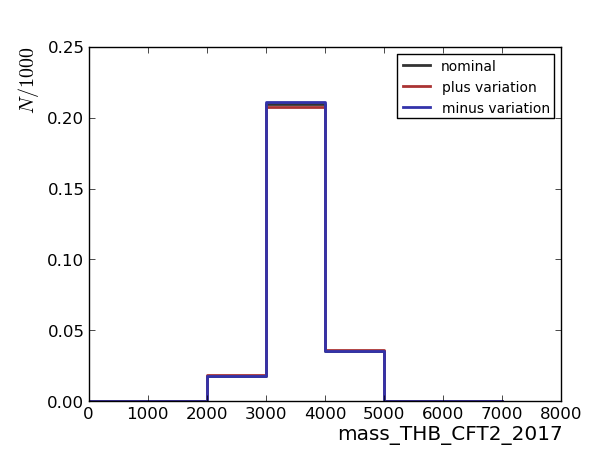 0.25
0.20
0.15
0.10
0.05
0.00
N/1000
nominal
plus variation
minus variation
0 1000 2000 3000 4000 5000 6000 7000 8000
mass_THB_CFT2_2017